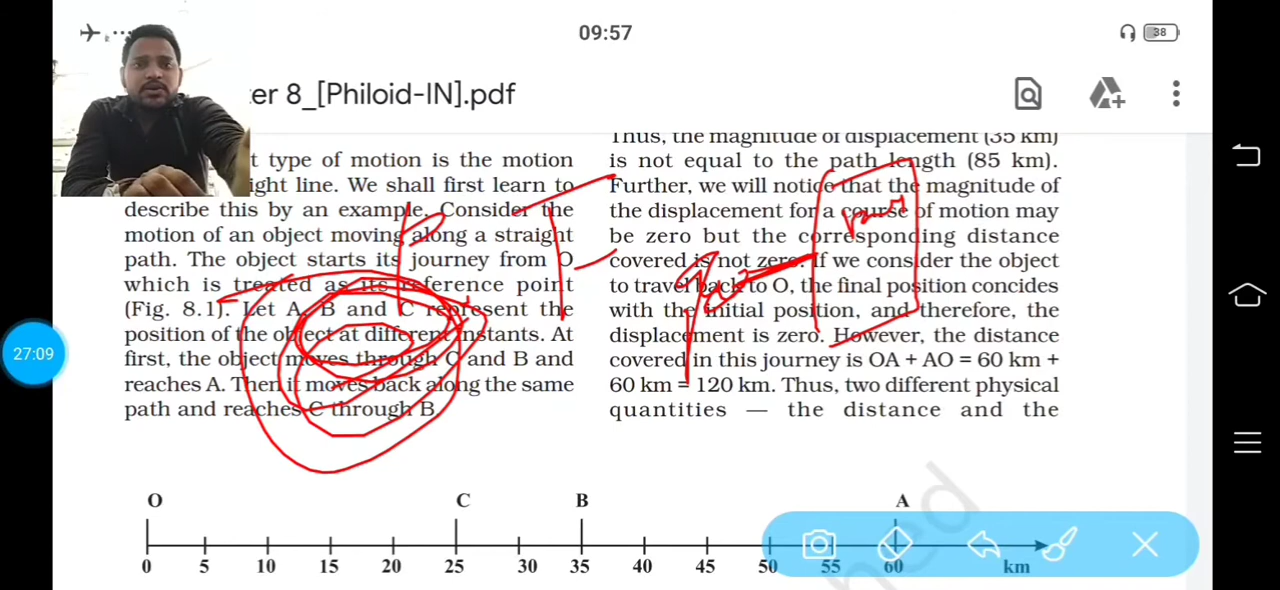 09:57
38
er 8_[Philoid-IN].pdf
t type of motion is the motion
ight line. We shall first learn to
describe this by an example. Consider the
motion of an object moving along a straight
path. The object starts its journey from O
which is treated as its reference point
(Fig. 8.1). Let A, B and C represent the
position of the object at different instants. At
first, the object moves through C and B and
reaches A. Then it moves back along the same
path and reaches C through B.
Thus, the magnitude of displacement (35 km)
is not equal to the path length (85 km).
Further, we will notice that the magnitude of
the displacement for a course of motion may
be zero but the corresponding distance
covered is not zero. If we consider the object
to travel back to O, the final position concides
with the initial position, and therefore, the
displacement is zero. However, the distance
covered in this journey is OA + AO = 60 km +
60 km = 120 km. Thus, two different physical
quantities — the distance and the
27:09
O C B A
0 5 10 15 20 25 30 35 40 45 50 55 60 km